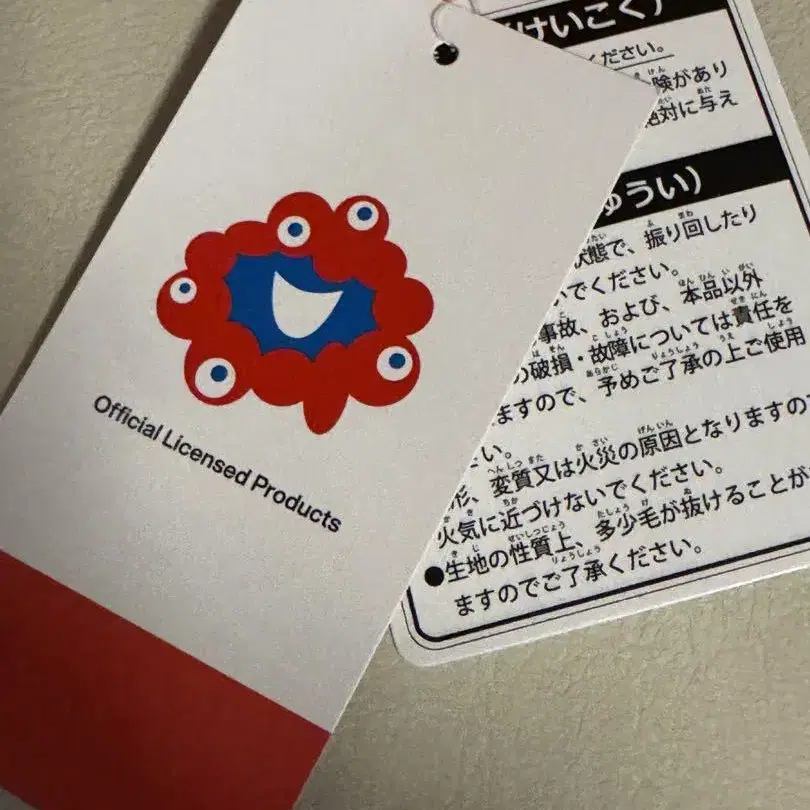 Official Licensed Products
けいこく）
ください。
険があり
絶対に与え
ゅうい）
状態で、振り回したり
いでください。
事故、および、本品以外
の破損・故障については責任を
ますので、予めご了承の上ご使用
い。
形、変質又は火災の原因となりますので
火気に近づけないでください。
●生地の性質上、多少毛が抜けることが
ますのでご了承ください。